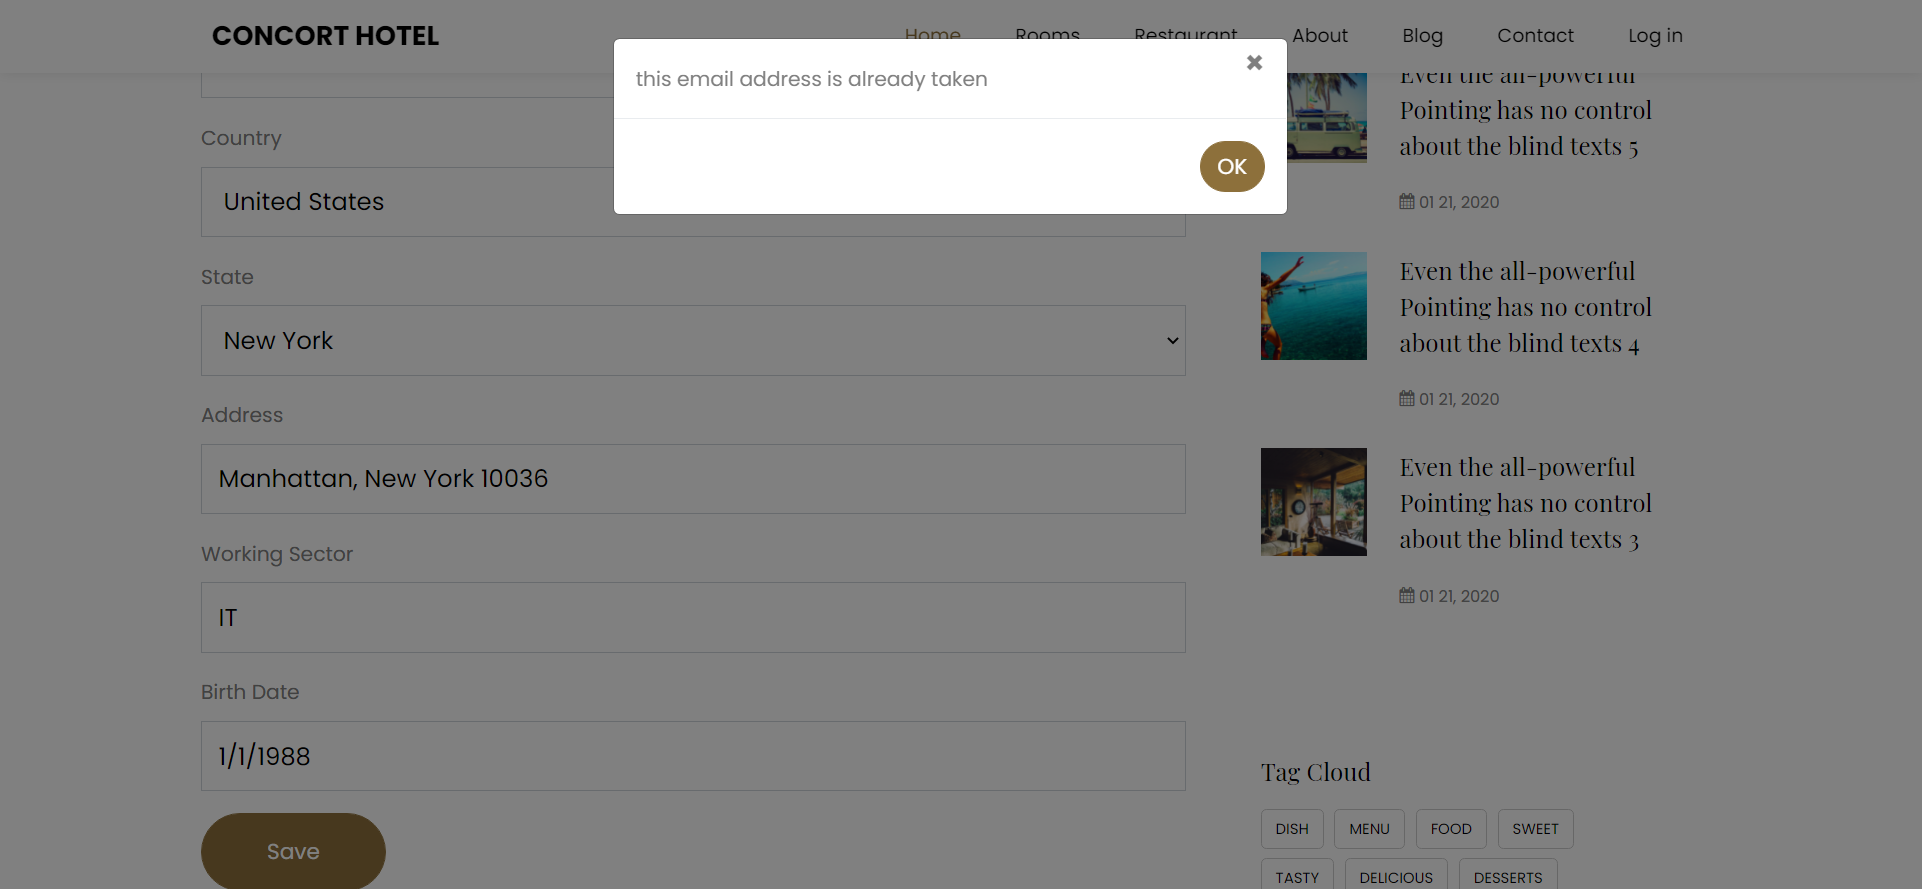 CONCORT HOTEL
Home Rooms Restaurant About Blog Contact Log in
this email address is already taken
OK
Country
United States
State
New York
Address
Manhattan, New York 10036
Working Sector
IT
Birth Date
1/1/1988
Save
Even the all-powerful
Pointing has no control
about the blind texts 5
01 21, 2020
Even the all-powerful
Pointing has no control
about the blind texts 4
01 21, 2020
Even the all-powerful
Pointing has no control
about the blind texts 3
01 21, 2020
Tag Cloud
DISH MENU FOOD SWEET
TASTY DELICIOUS DESSERTS